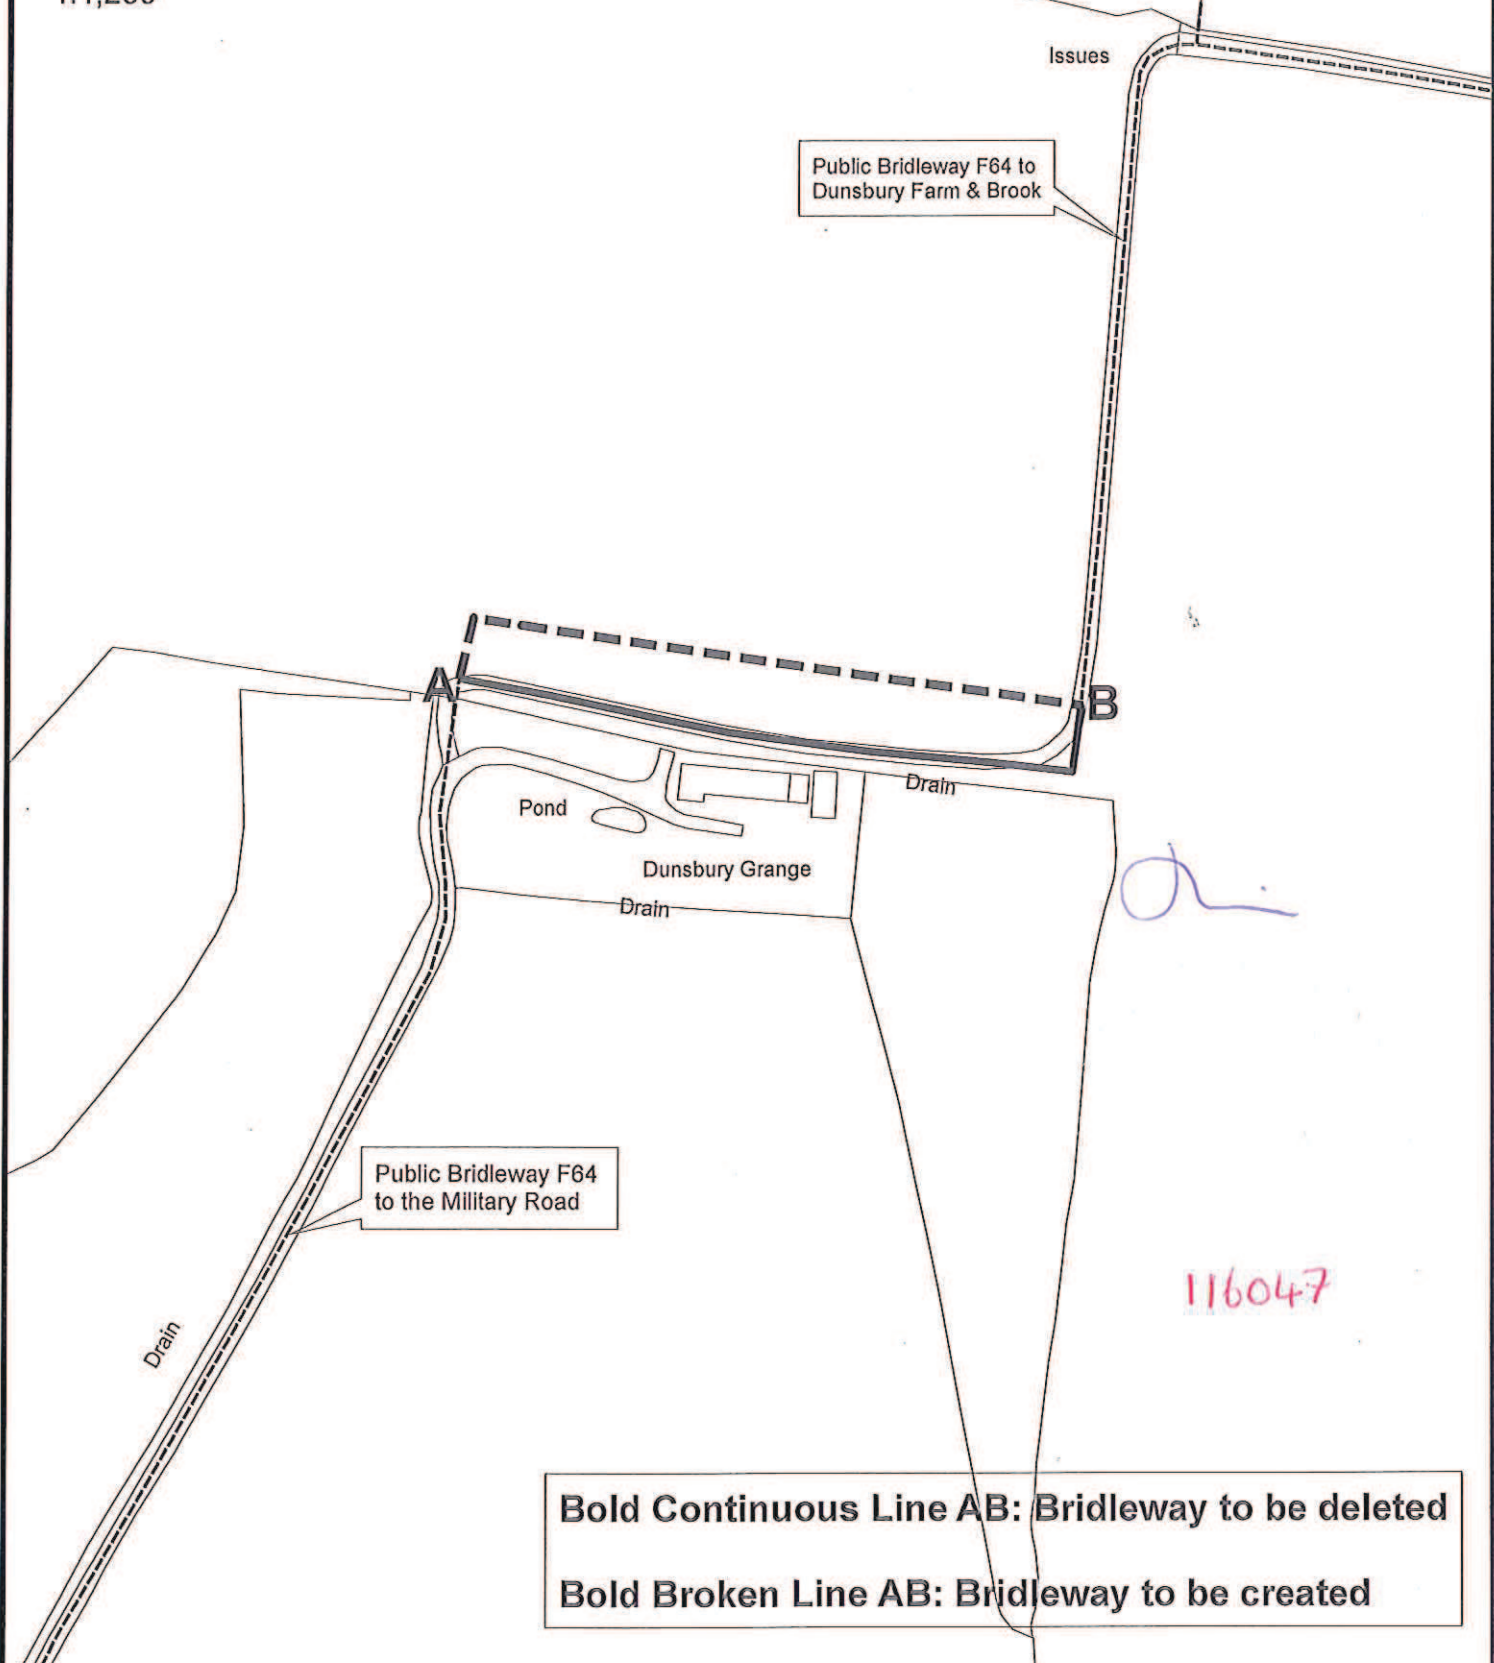 Issues
Public Bridleway F64 to
Dunsbury Farm & Brook
A
B
Drain
Pond
Dunsbury Grange
Drain
Public Bridleway F64
to the Military Road
116047
Drain
Bold Continuous Line AB: Bridleway to be deleted
Bold Broken Line AB: Bridleway to be created